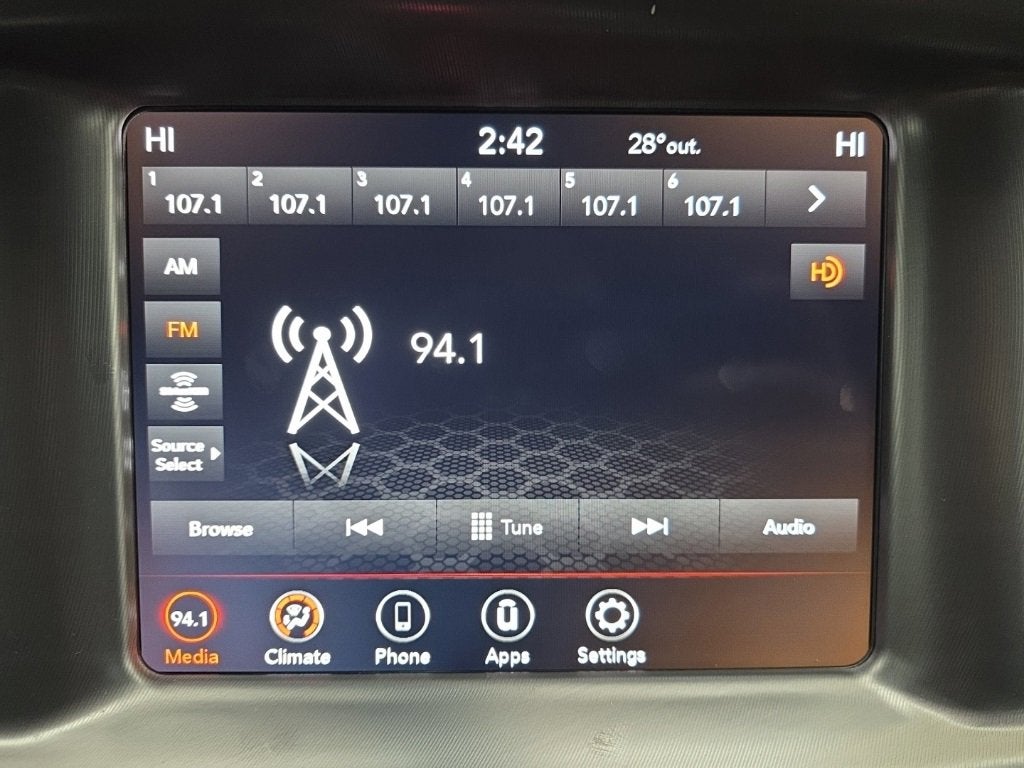 HI 2:42 28°out. HI
1 2 3 4 5 6
107.1 107.1 107.1 107.1 107.1 107.1
AM
HD
FM
94.1
Source
Select
Browse Tune Audio
94.1
Media Climate Phone Apps Settings